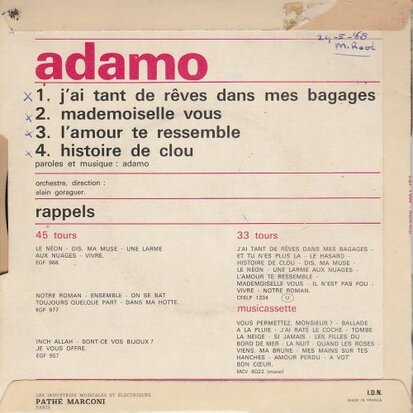 24-5-68
M. Root
adamo
1. j'ai tant de rêves dans mes bagages
2. mademoiselle vous
3. l'amour te ressemble
4. histoire de clou
paroles et musique : adamo
orchestre, direction :
alain goraguer.
rappels
45 tours
LE NÉON - DIS, MA MUSE - UNE LARME
AUX NUAGES - VIVRE.
EGF 988
NOTRE ROMAN - ENSEMBLE - ON SE BAT
TOUJOURS QUELQUE PART - DANS MA HOTTE.
EGF 977
INCH' ALLAH - SONT-CE VOS BIJOUX ?
JE VOUS OFFRE.
EGF 957
33 tours
J'AI TANT DE RÊVES DANS MES BAGAGES -
ET TU N'ES PLUS LA - LE HASARD -
HISTOIRE DE CLOU - DIS, MA MUSE -
LE NÉON - UNE LARME AUX NUAGES -
L'AMOUR TE RESSEMBLE -
MADEMOISELLE VOUS - IL N'EST PAS FOU -
VIVRE - NOTRE ROMAN.
CFELP 1334 U
musicassette
VOUS PERMETTEZ, MONSIEUR ? - BALLADE
A LA PLUIE - J'AI RATÉ LE COCHE - TOMBE
LA NEIGE - SI JAMAIS - LES FILLES DU
BORD DE MER - LA NUIT - QUAND LES ROSES -
VIENS, MA BRUNE - MES MAINS SUR TES
HANCHES - AMOUR PERDU - A VOT'
BON CŒUR.
MCV 6022 (mono)
LES INDUSTRIES MUSICALES ET ELECTRIQUES
PATHÉ MARCONI
PARIS
I.D.N.
MADE IN FRANCE